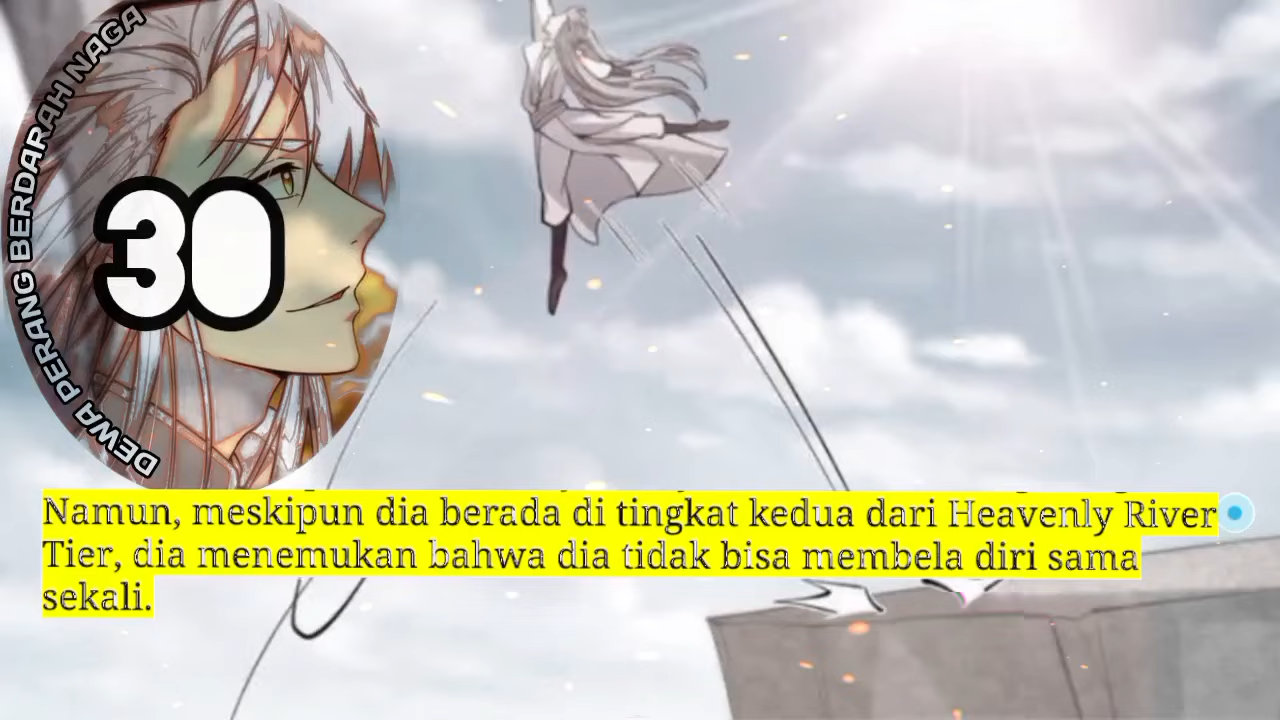 DEWA PERANG BERDARAH NAGA
30
Namun, meskipun dia berada di tingkat kedua dari Heavenly River
Tier, dia menemukan bahwa dia tidak bisa membela diri sama
sekali.